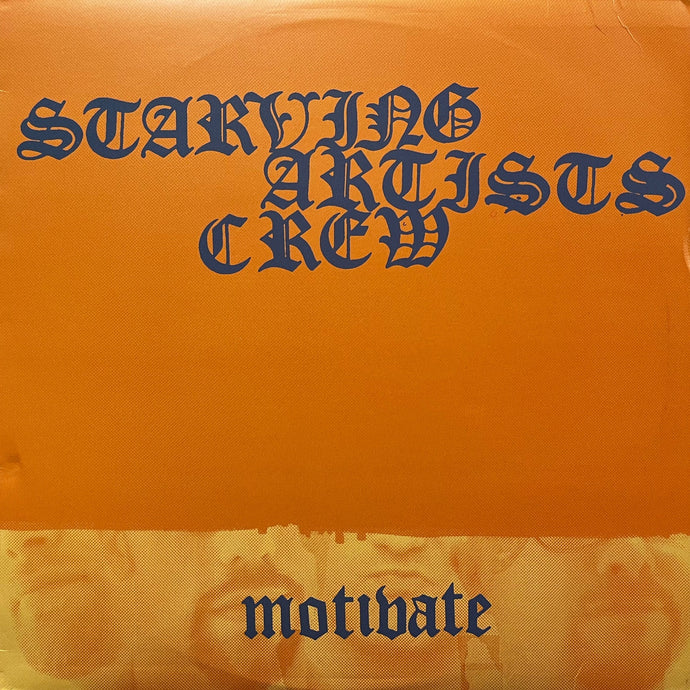 STARVING
ARTISTS
CREW
motivate